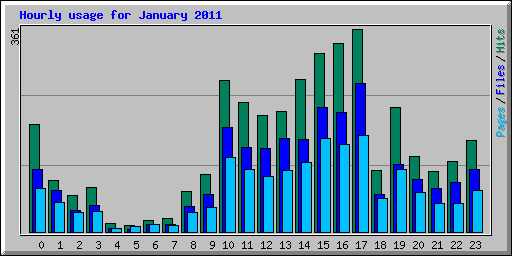 Hourly usage for January 2011
361
Pages / Files / Hits
0 1 2 3 4 5 6 7 8 9 10 11 12 13 14 15 16 17 18 19 20 21 22 23